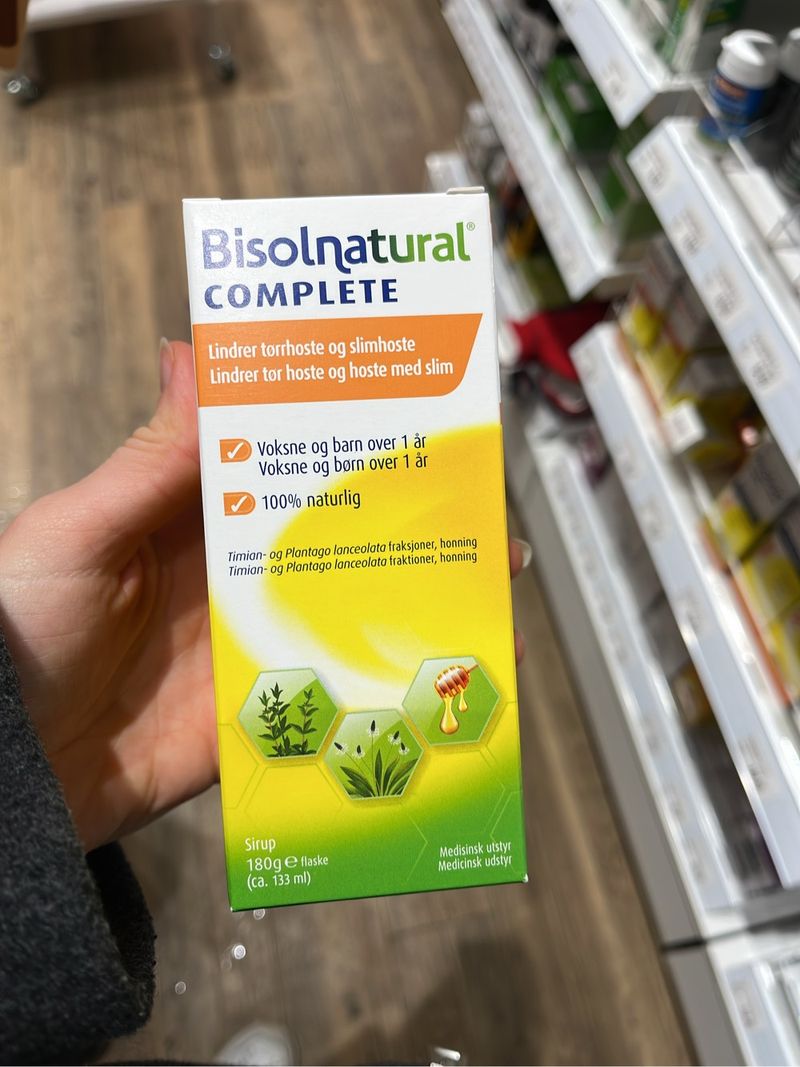 Bisolnatural®
COMPLETE
Lindrer tørrhoste og slimhoste
Lindrer tør hoste og hoste med slim
Voksne og barn over 1 år
Voksne og børn over 1 år
100% naturlig
Timian- og Plantago lanceolata fraksjoner, honning
Timian- og Plantago lanceolata fraktioner, honning
Sirup
180g e flaske
(ca. 133 ml)
Medisinsk utstyr
Medicinsk udstyr